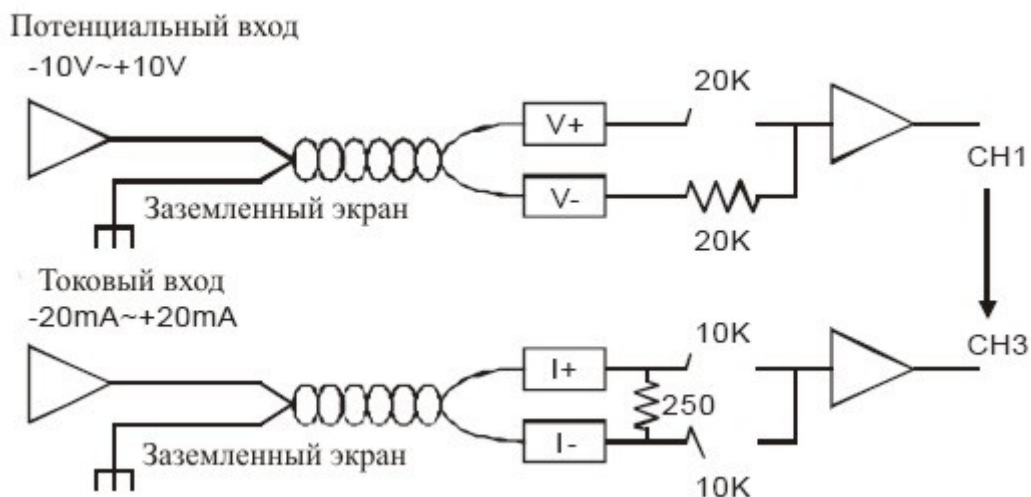 Потенциальный вход
-10V~+10V
20K
V+
CH1
V-
Заземленный экран
20K
Токовый вход
-20mA~+20mA
10K
CH3
I+
250
I-
Заземленный экран
10K